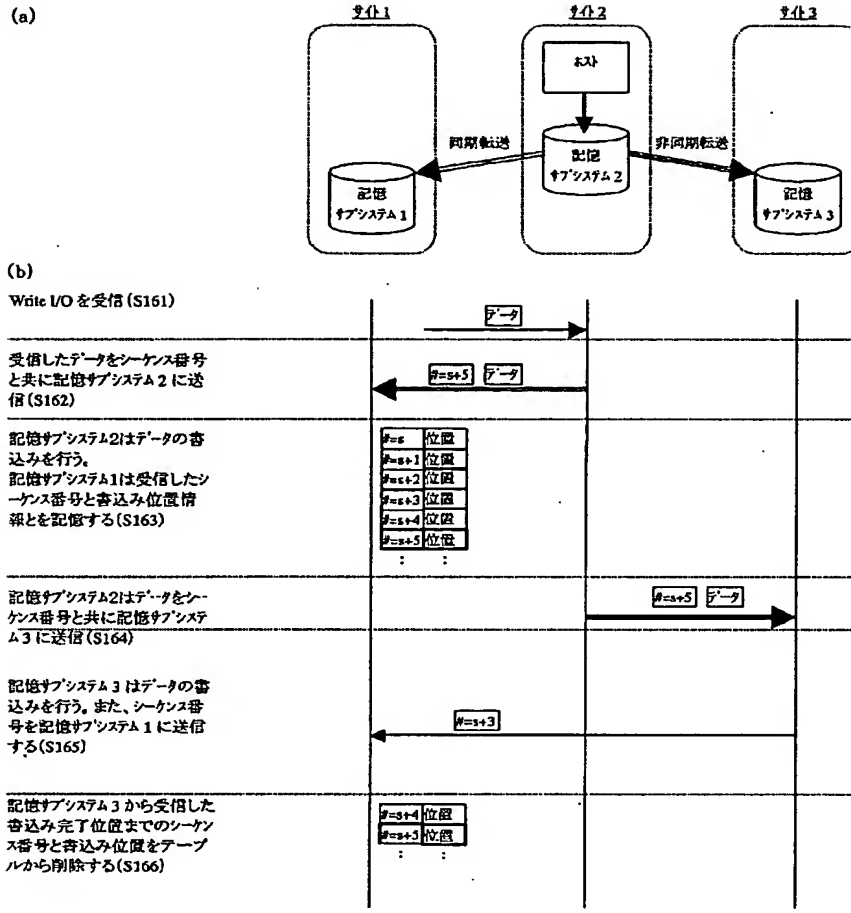 (a)
サイト1
サイト2
サイト3
ホスト
同期転送
非同期転送
記憶
サブシステム1
記憶
サブシステム2
記憶
サブシステム3
(b)
Write I/Oを受信(S161)
データ
受信したデータをシーケンス番号
と共に記憶サブシステム2に送
信(S162)
#=s+5 データ
記憶サブシステム2はデータの書
込みを行う。
記憶サブシステム1は受信したシ
ーケンス番号と書込み位置情
報とを記憶する(S163)
#=s 位置
#=s+1 位置
#=s+2 位置
#=s+3 位置
#=s+4 位置
#=s+5 位置
: :
記憶サブシステム2はデータをシー
ケンス番号と共に記憶サブシステ
ム3に送信(S164)
#=s+5 データ
記憶サブシステム3はデータの書
込みを行う。また、シーケンス番
号を記憶サブシステム1に送信
する(S165)
#=s+3
記憶サブシステム3から受信した
書込み完了位置までのシーケン
ス番号と書込み位置をテーブ
ルから削除する(S166)
#=s+4 位置
#=s+5 位置
: :